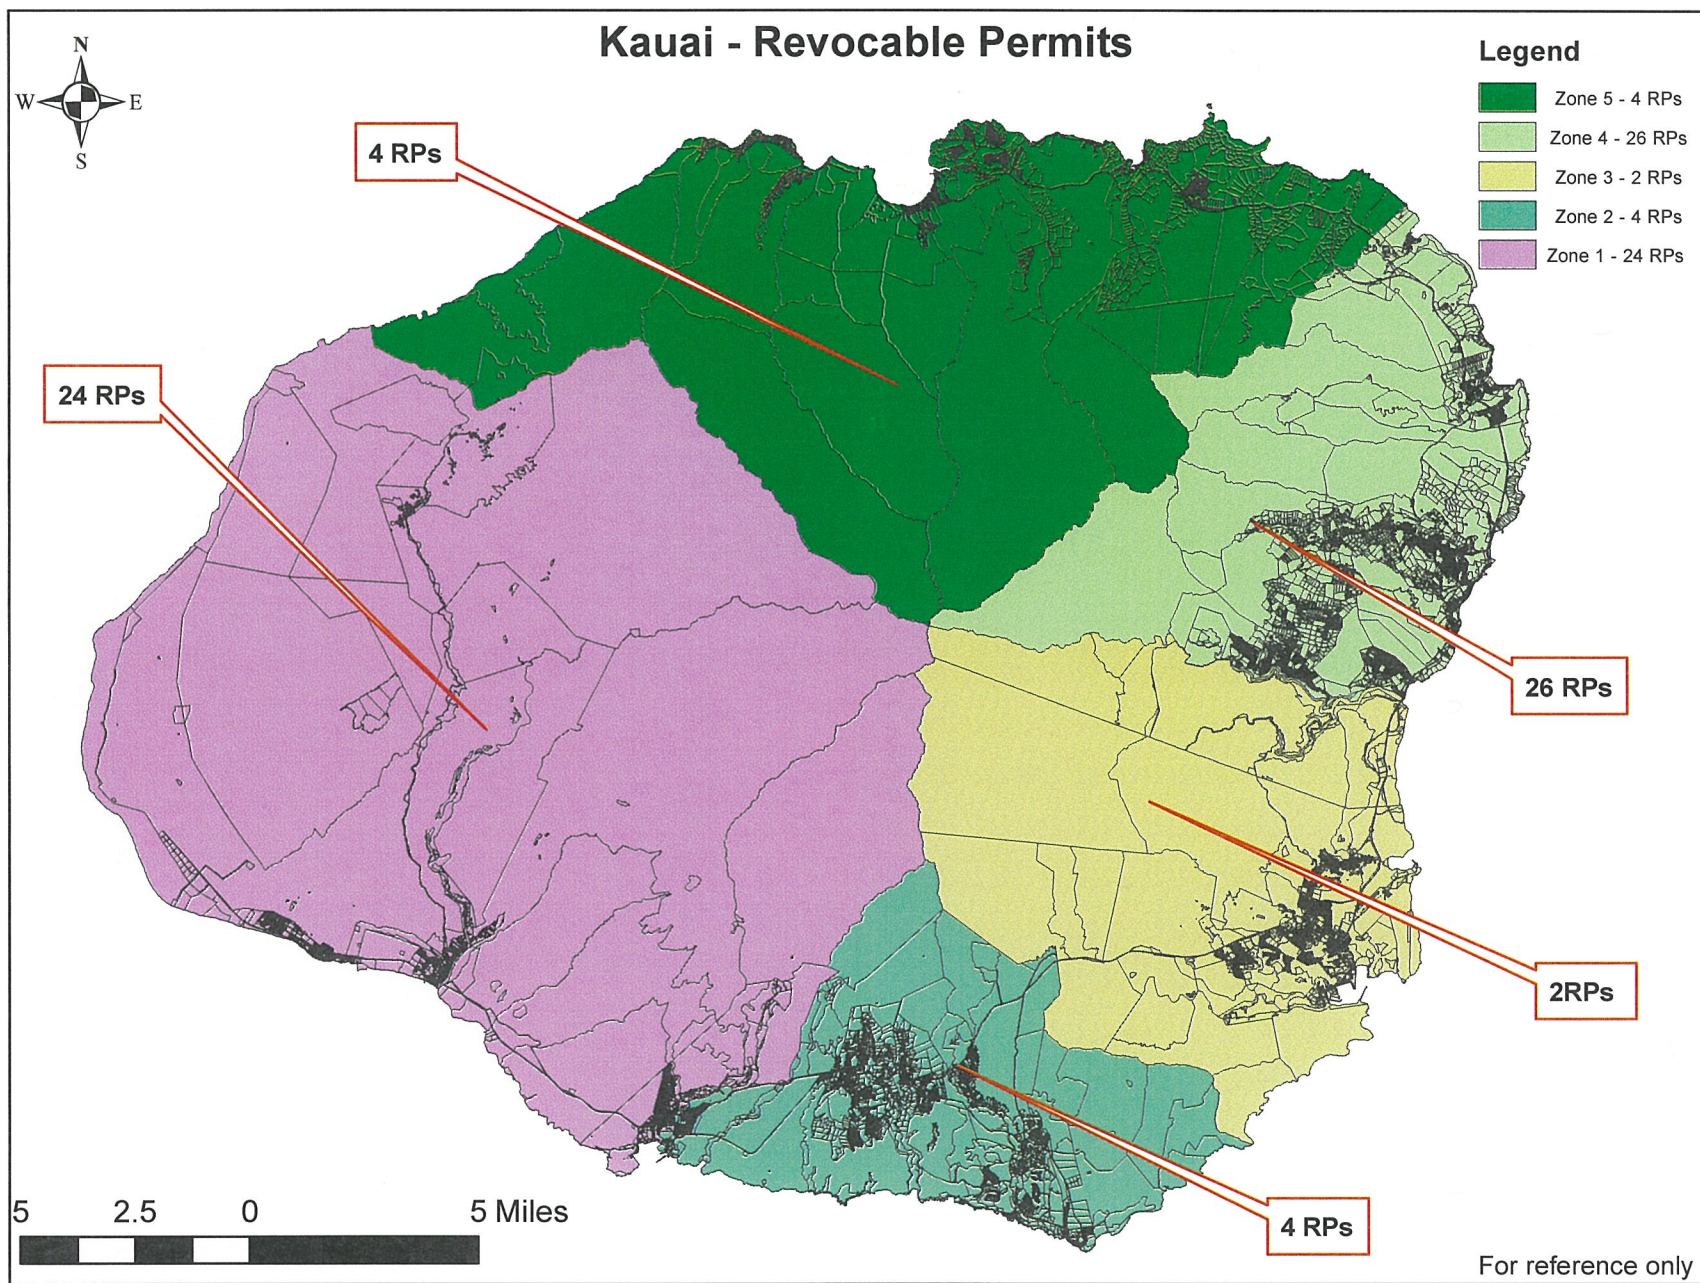 Kauai - Revocable Permits
N
W E
S
Legend
Zone 5 - 4 RPs
Zone 4 - 26 RPs
Zone 3 - 2 RPs
Zone 2 - 4 RPs
Zone 1 - 24 RPs
4 RPs
24 RPs
26 RPs
2RPs
4 RPs
5 2.5 0 5 Miles
For reference only